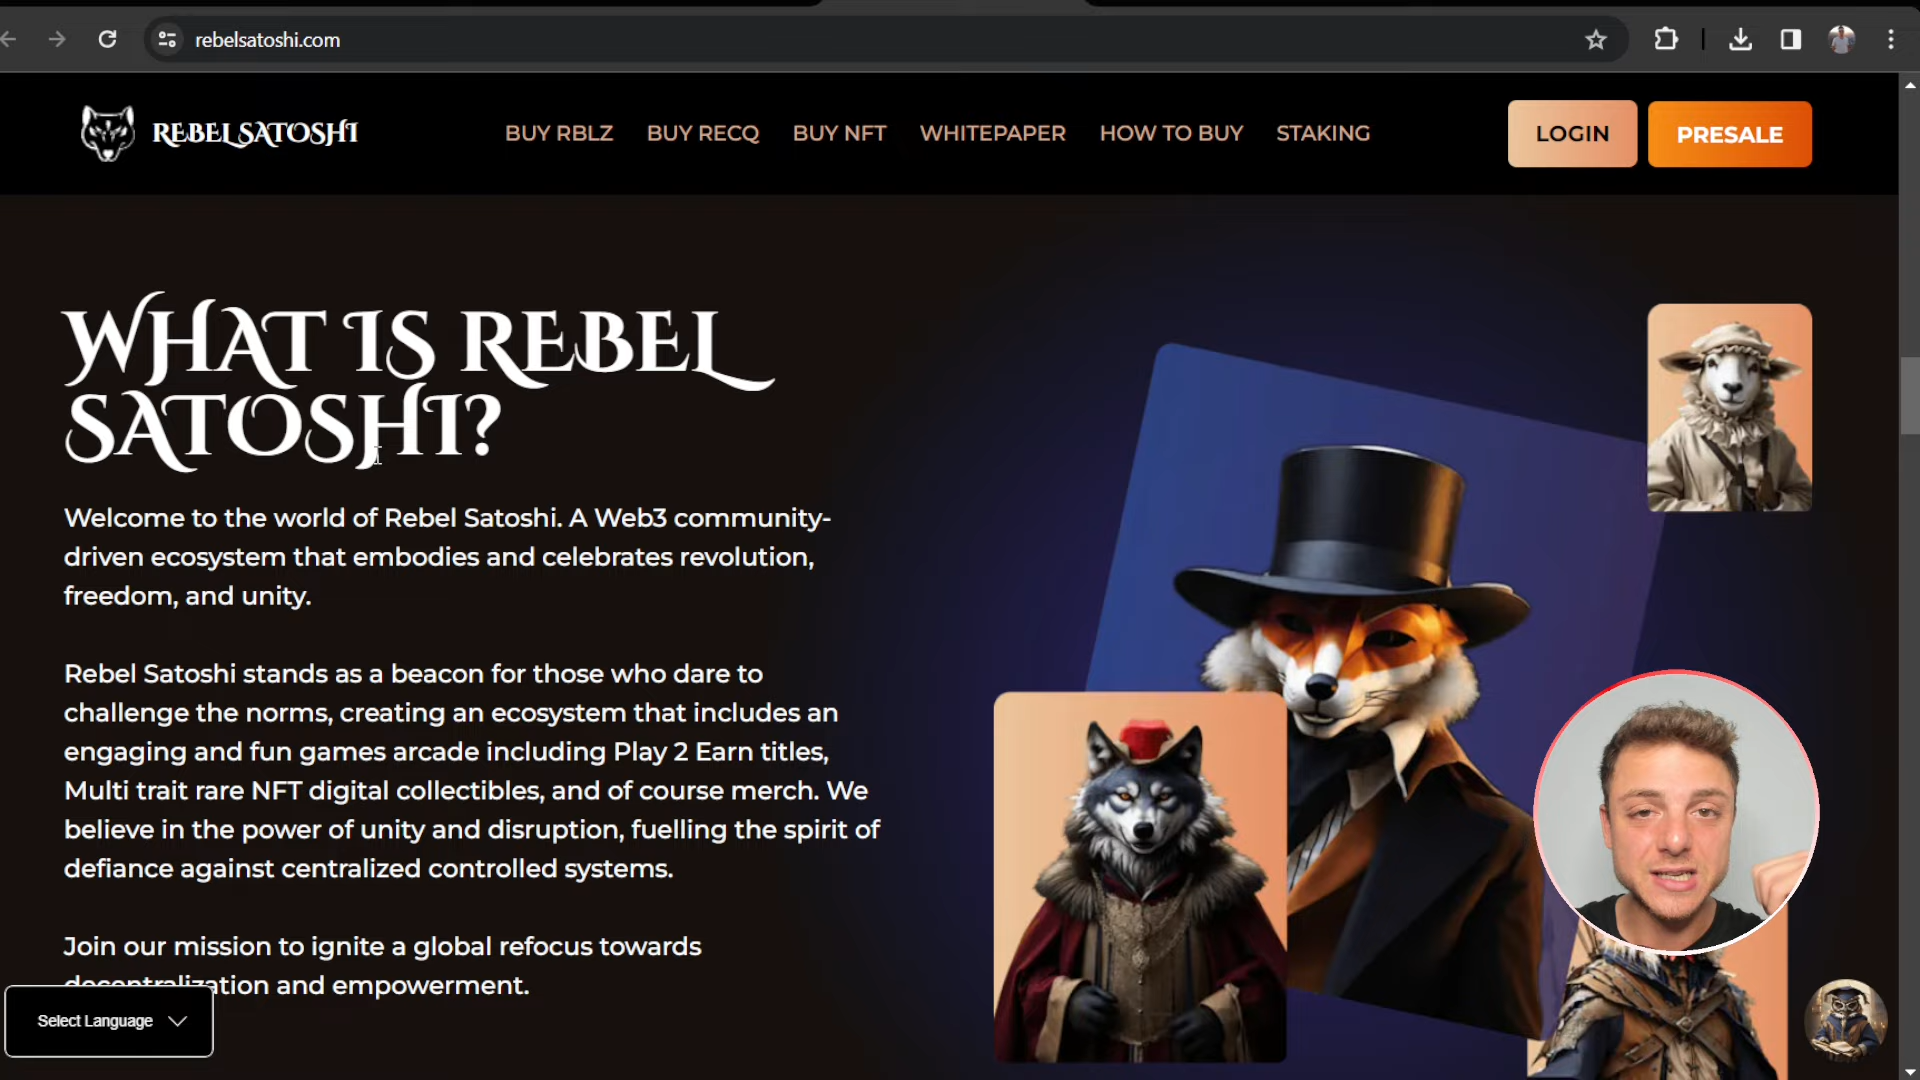 rebelsatoshi.com
REBEL SATOSHI
BUY RBLZ
BUY RECQ
BUY NFT
WHITEPAPER
HOW TO BUY
STAKING
LOGIN
PRESALE
WHAT IS REBEL
SATOSHI?
Welcome to the world of Rebel Satoshi. A Web3 community-
driven ecosystem that embodies and celebrates revolution,
freedom, and unity.
Rebel Satoshi stands as a beacon for those who dare to
challenge the norms, creating an ecosystem that includes an
engaging and fun games arcade including Play 2 Earn titles,
Multi trait rare NFT digital collectibles, and of course merch. We
believe in the power of unity and disruption, fuelling the spirit of
defiance against centralized controlled systems.
Join our mission to ignite a global refocus towards
decentralization and empowerment.
Select Language